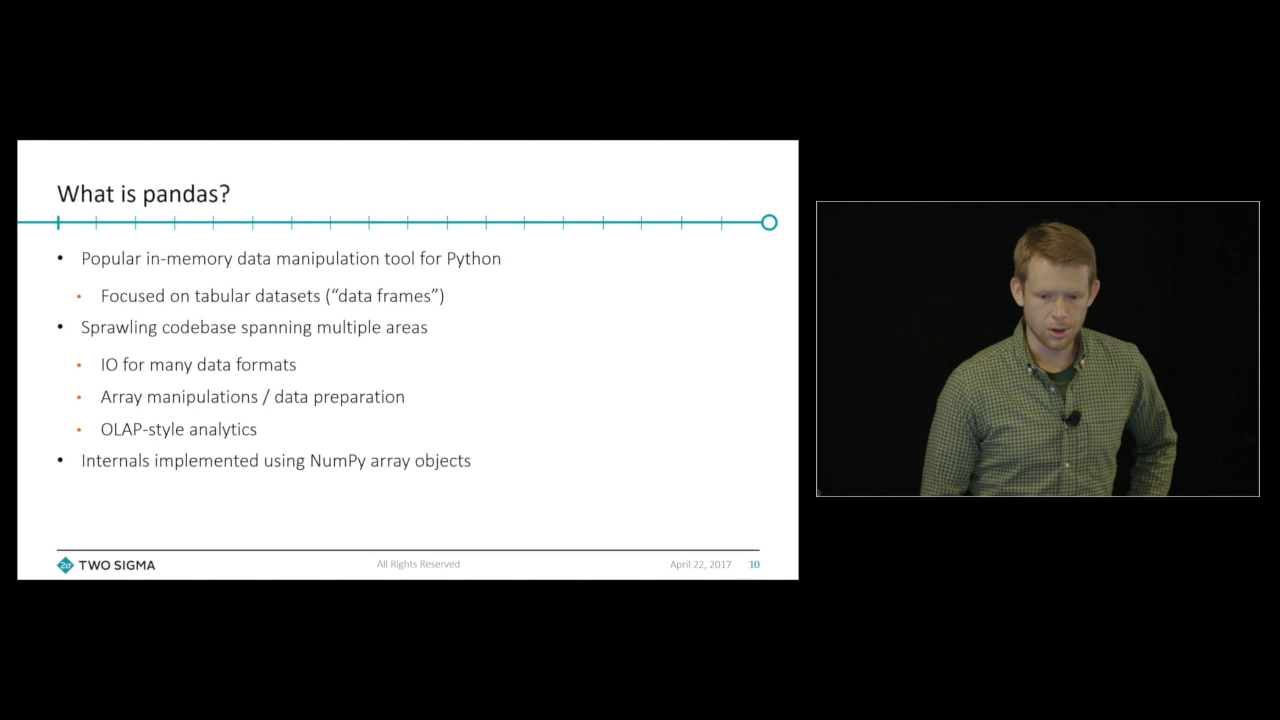 What is pandas?
• Popular in-memory data manipulation tool for Python
• Focused on tabular datasets (“data frames”)
• Sprawling codebase spanning multiple areas
• IO for many data formats
• Array manipulations / data preparation
• OLAP-style analytics
• Internals implemented using NumPy array objects
2σ TWO SIGMA
All Rights Reserved
April 22, 2017 10